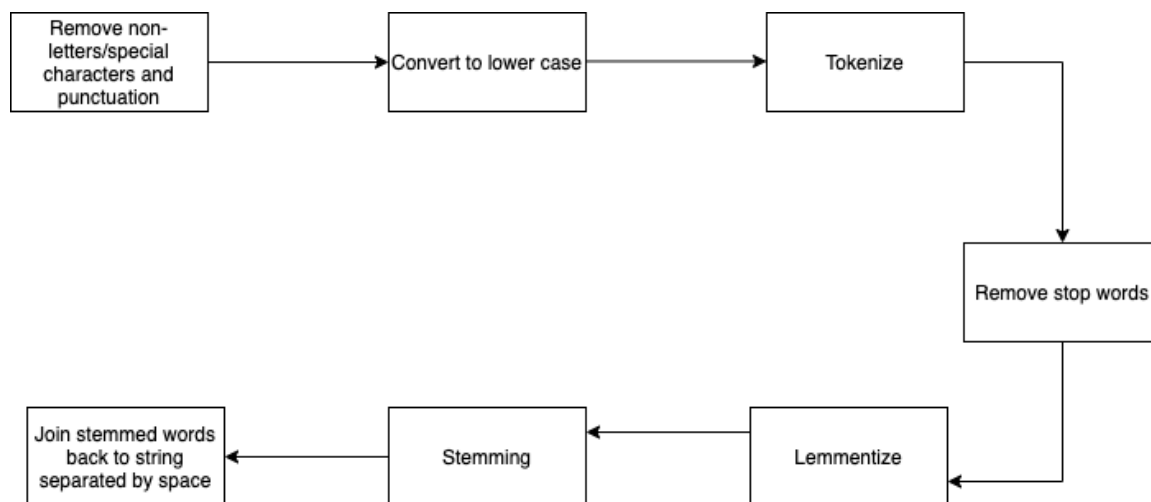 Remove non-
letters/special
characters and
punctuation
Convert to lower case
Tokenize
Remove stop words
Lemmentize
Stemming
Join stemmed words
back to string
separated by space